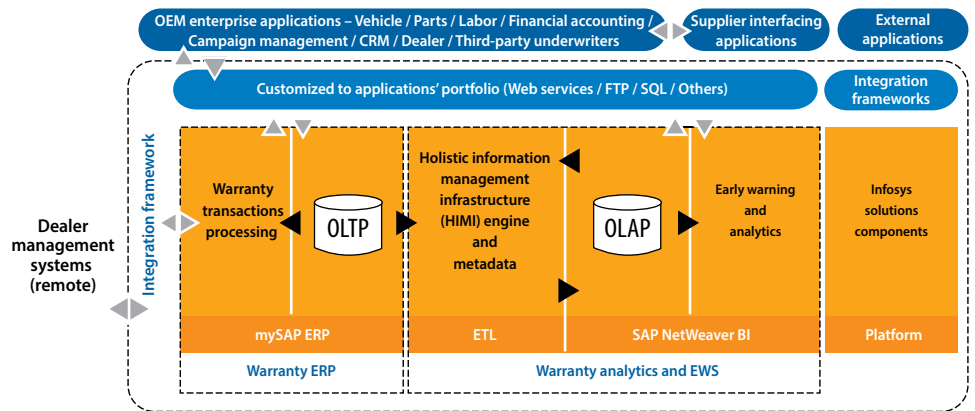 OEM enterprise applications – Vehicle / Parts / Labor / Financial accounting /
Campaign management / CRM / Dealer / Third-party underwriters
Supplier interfacing
applications
External
applications
Customized to applications' portfolio (Web services / FTP / SQL / Others)
Integration
frameworks
Dealer
management
systems
(remote)
Integration framework
Warranty
transactions
processing
OLTP
Holistic information
management
infrastructure
(HIMI) engine
and
metadata
OLAP
Early warning
and
analytics
Infosys
solutions
components
mySAP ERP
ETL
SAP NetWeaver BI
Platform
Warranty ERP
Warranty analytics and EWS